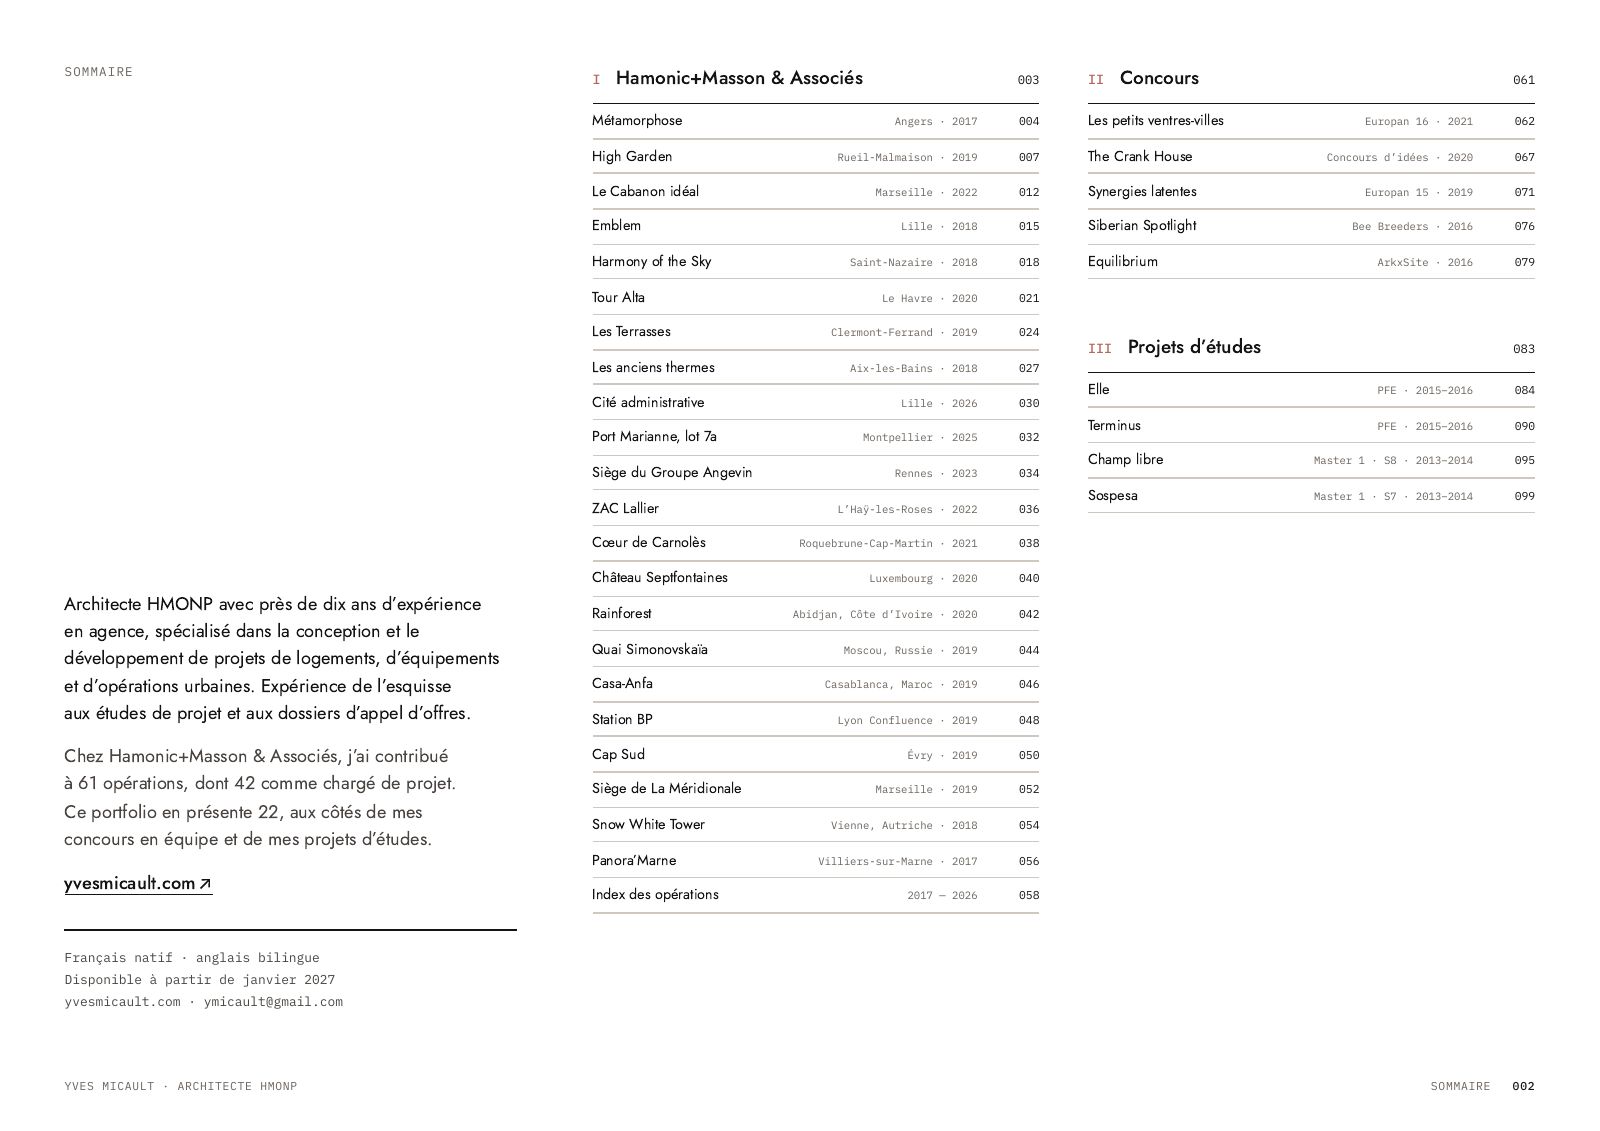 SOMMAIRE
Architecte HMONP avec près de dix ans d’expérience
en agence, spécialisé dans la conception et le
développement de projets de logements, d’équipements
et d’opérations urbaines. Expérience de l’esquisse
aux études de projet et aux dossiers d’appel d’offres.
Chez Hamonic+Masson & Associés, j’ai contribué
à 61 opérations, dont 42 comme chargé de projet.
Ce portfolio en présente 22, aux côtés de mes
concours en équipe et de mes projets d’études.
yvesmicault.com ↗
Français natif · anglais bilingue
Disponible à partir de janvier 2027
yvesmicault.com · ymicault@gmail.com
I Hamonic+Masson & Associés 003
Métamorphose Angers · 2017 004
High Garden Rueil-Malmaison · 2019 007
Le Cabanon idéal Marseille · 2022 012
Emblem Lille · 2018 015
Harmony of the Sky Saint-Nazaire · 2018 018
Tour Alta Le Havre · 2020 021
Les Terrasses Clermont-Ferrand · 2019 024
Les anciens thermes Aix-les-Bains · 2018 027
Cité administrative Lille · 2026 030
Port Marianne, lot 7a Montpellier · 2025 032
Siège du Groupe Angevin Rennes · 2023 034
ZAC Lallier L’Haÿ-les-Roses · 2022 036
Cœur de Carnolès Roquebrune-Cap-Martin · 2021 038
Château Septfontaines Luxembourg · 2020 040
Rainforest Abidjan, Côte d’Ivoire · 2020 042
Quai Simonovskaïa Moscou, Russie · 2019 044
Casa-Anfa Casablanca, Maroc · 2019 046
Station BP Lyon Confluence · 2019 048
Cap Sud Évry · 2019 050
Siège de La Méridionale Marseille · 2019 052
Snow White Tower Vienne, Autriche · 2018 054
Panora’Marne Villiers-sur-Marne · 2017 056
Index des opérations 2017 — 2026 058
II Concours 061
Les petits ventres-villes Europan 16 · 2021 062
The Crank House Concours d’idées · 2020 067
Synergies latentes Europan 15 · 2019 071
Siberian Spotlight Bee Breeders · 2016 076
Equilibrium ArkxSite · 2016 079
III Projets d’études 083
Elle PFE · 2015–2016 084
Terminus PFE · 2015–2016 090
Champ libre Master 1 · S8 · 2013–2014 095
Sospesa Master 1 · S7 · 2013–2014 099
YVES MICAULT · ARCHITECTE HMONP
SOMMAIRE 002